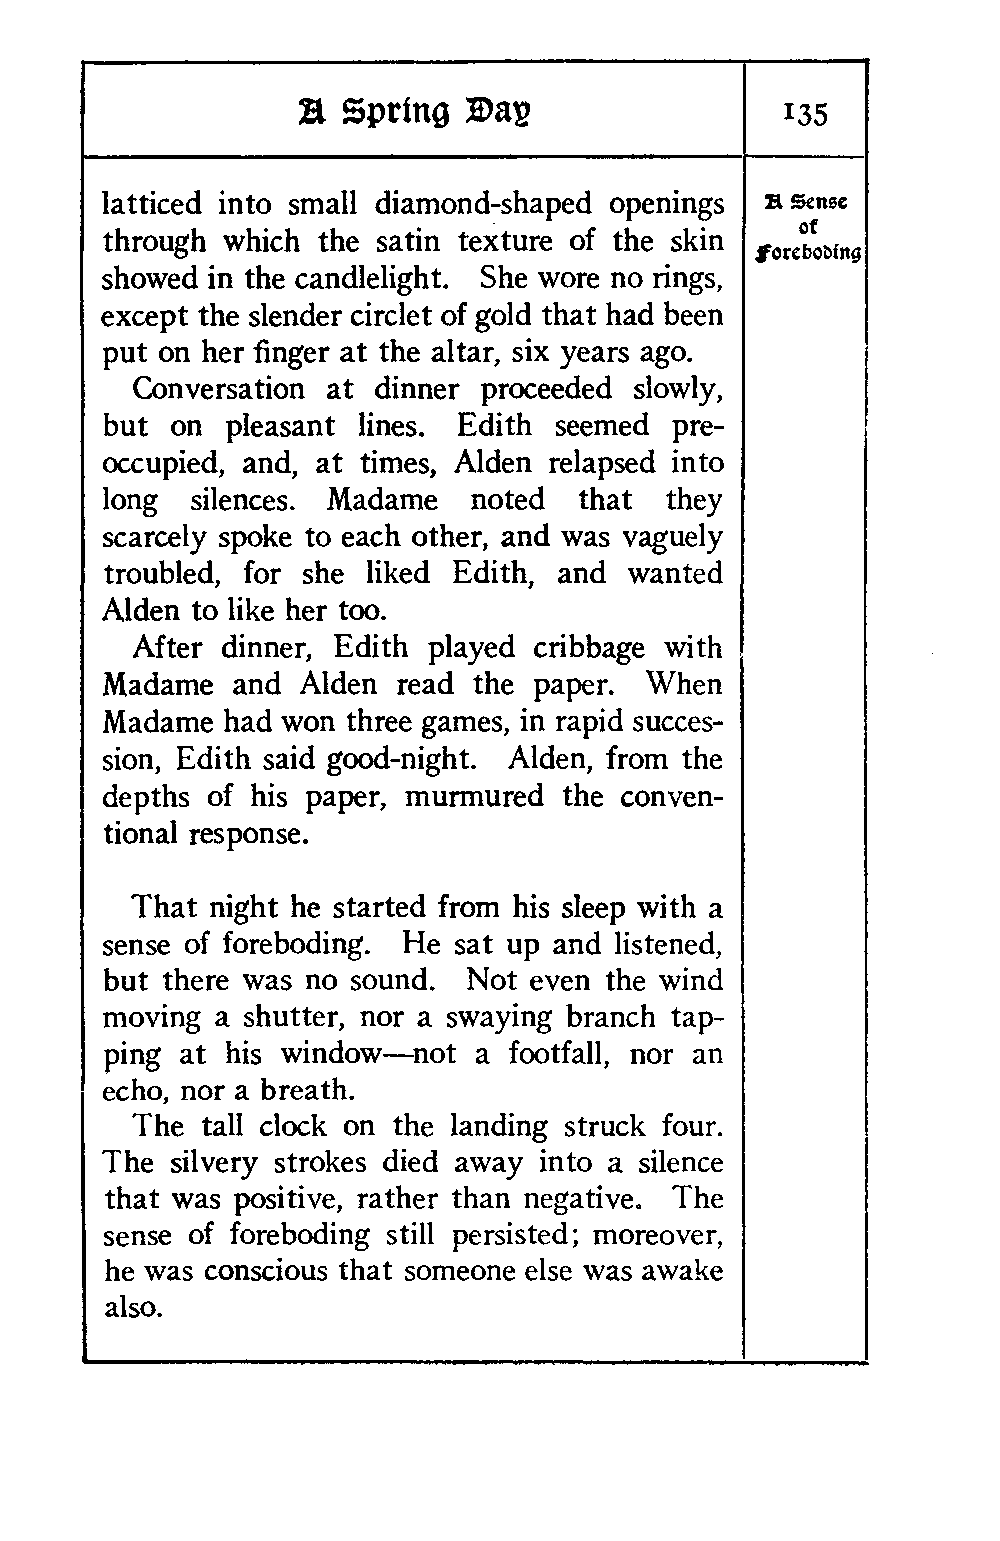 A Spring Day
135
latticed into small diamond-shaped openings
through which the satin texture of the skin
showed in the candlelight. She wore no rings,
except the slender circlet of gold that had been
put on her finger at the altar, six years ago.
Conversation at dinner proceeded slowly,
but on pleasant lines. Edith seemed pre-
occupied, and, at times, Alden relapsed into
long silences. Madame noted that they
scarcely spoke to each other, and was vaguely
troubled, for she liked Edith, and wanted
Alden to like her too.
After dinner, Edith played cribbage with
Madame and Alden read the paper. When
Madame had won three games, in rapid succes-
sion, Edith said good-night. Alden, from the
depths of his paper, murmured the conven-
tional response.
That night he started from his sleep with a
sense of foreboding. He sat up and listened,
but there was no sound. Not even the wind
moving a shutter, nor a swaying branch tap-
ping at his window—not a footfall, nor an
echo, nor a breath.
The tall clock on the landing struck four.
The silvery strokes died away into a silence
that was positive, rather than negative. The
sense of foreboding still persisted; moreover,
he was conscious that someone else was awake
also.
A Sense
of
Foreboding